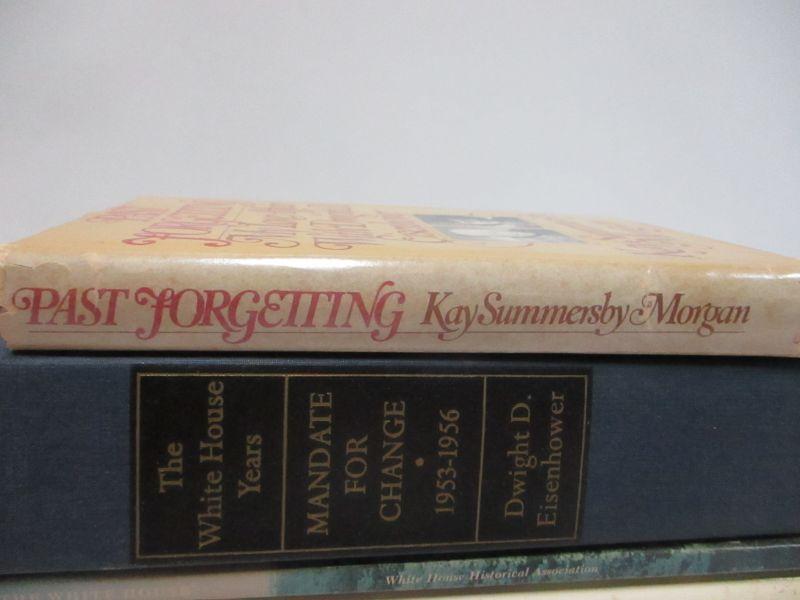 PAST FORGETTING Kay Summersby Morgan
The
White House
Years
MANDATE
FOR
CHANGE
1953-1956
Dwight D.
Eisenhower
White House Historical Association